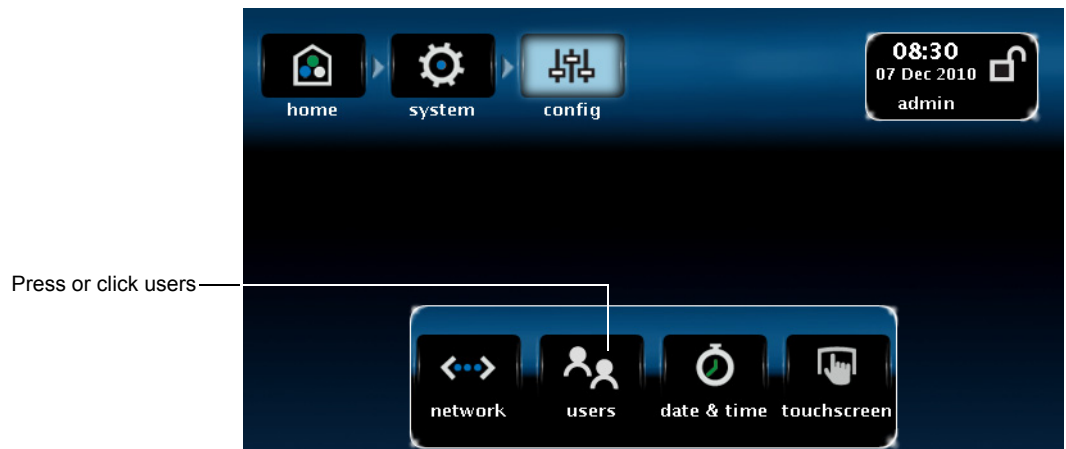 08:30
07 Dec 2010
admin
home
system
config
Press or click users
network
users
date & time
touchscreen